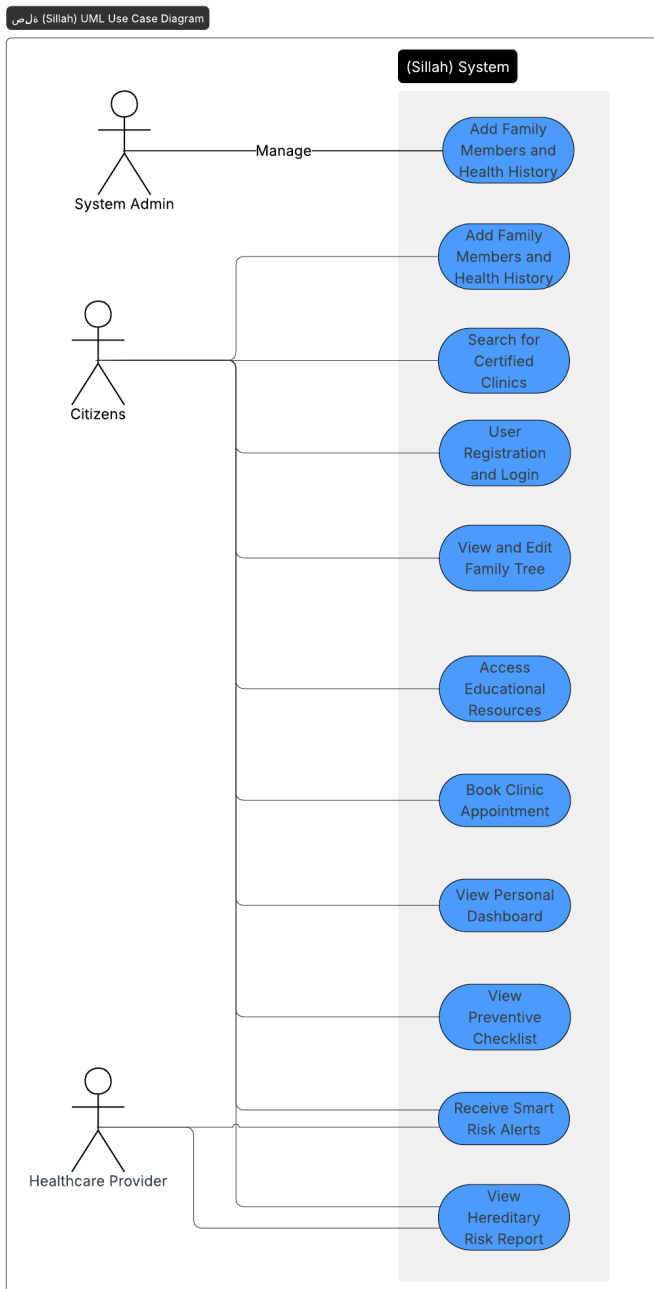 صلة (Sillah) UML Use Case Diagram
(Sillah) System
Add Family
Members and
Health History
Manage
System Admin
Add Family
Members and
Health History
Search for
Certified
Clinics
Citizens
User
Registration
and Login
View and Edit
Family Tree
Access
Educational
Resources
Book Clinic
Appointment
View Personal
Dashboard
View
Preventive
Checklist
Receive Smart
Risk Alerts
Healthcare Provider
View
Hereditary
Risk Report